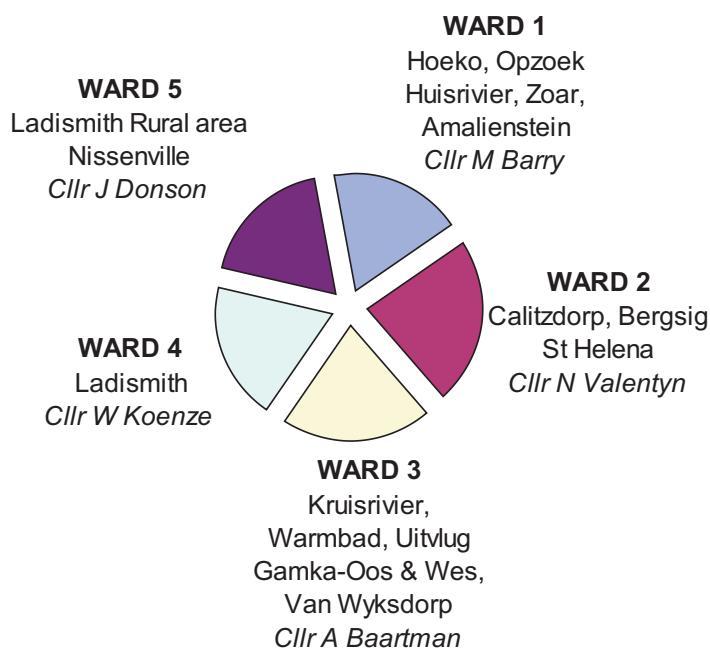 WARD 1
Hoeko, Opzoek
Huisrivier, Zoar,
Amalienstein
Cllr M Barry
WARD 2
Calitzdorp, Bergsig
St Helena
Cllr N Valentyn
WARD 3
Kruisrivier,
Warmbad, Uitvlug
Gamka-Oos & Wes,
Van Wyksdorp
Cllr A Baartman
WARD 4
Ladismith
Cllr W Koenze
WARD 5
Ladismith Rural area
Nissenville
Cllr J Donson